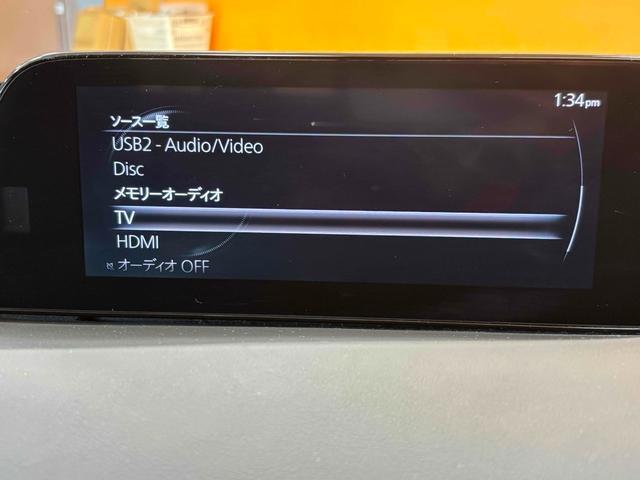 1:34pm
ソース一覧
USB2 - Audio/Video
Disc
メモリーオーディオ
TV
HDMI
オーディオ OFF